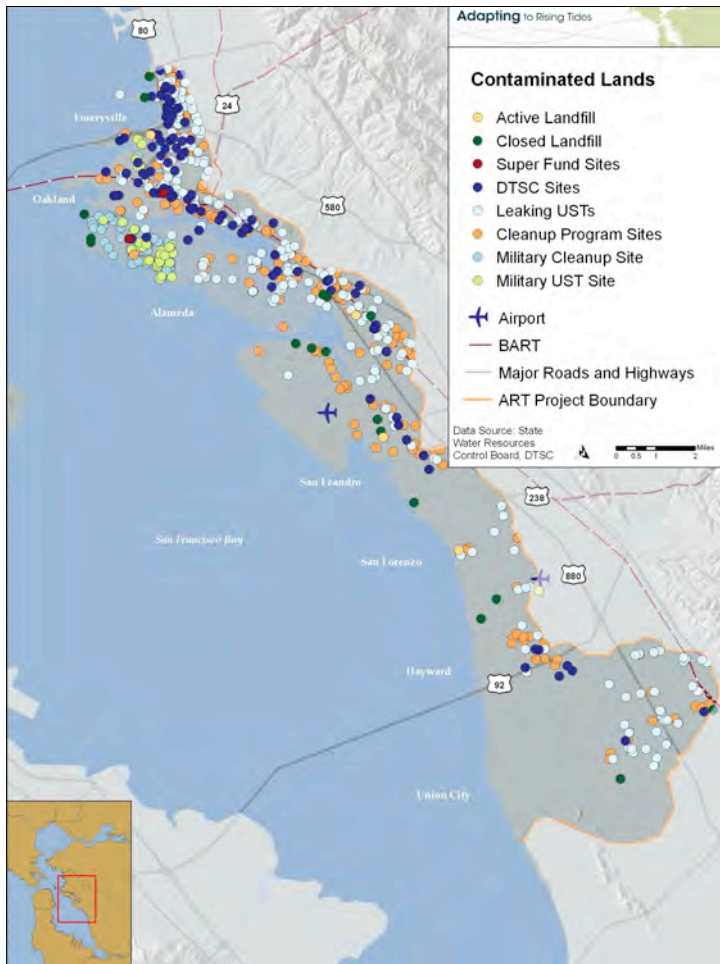 Adapting to Rising Tides
Contaminated Lands
Active Landfill
Closed Landfill
Super Fund Sites
DTSC Sites
Leaking USTs
Cleanup Program Sites
Military Cleanup Site
Military UST Site
Airport
BART
Major Roads and Highways
ART Project Boundary
Data Source: State
Water Resources
Control Board, DTSC
Miles
0 0.5 1 2
80
24
Emeryville
580
Oakland
Alameda
San Leandro
238
San Francisco Bay
San Lorenzo
880
Hayward
92
Union City